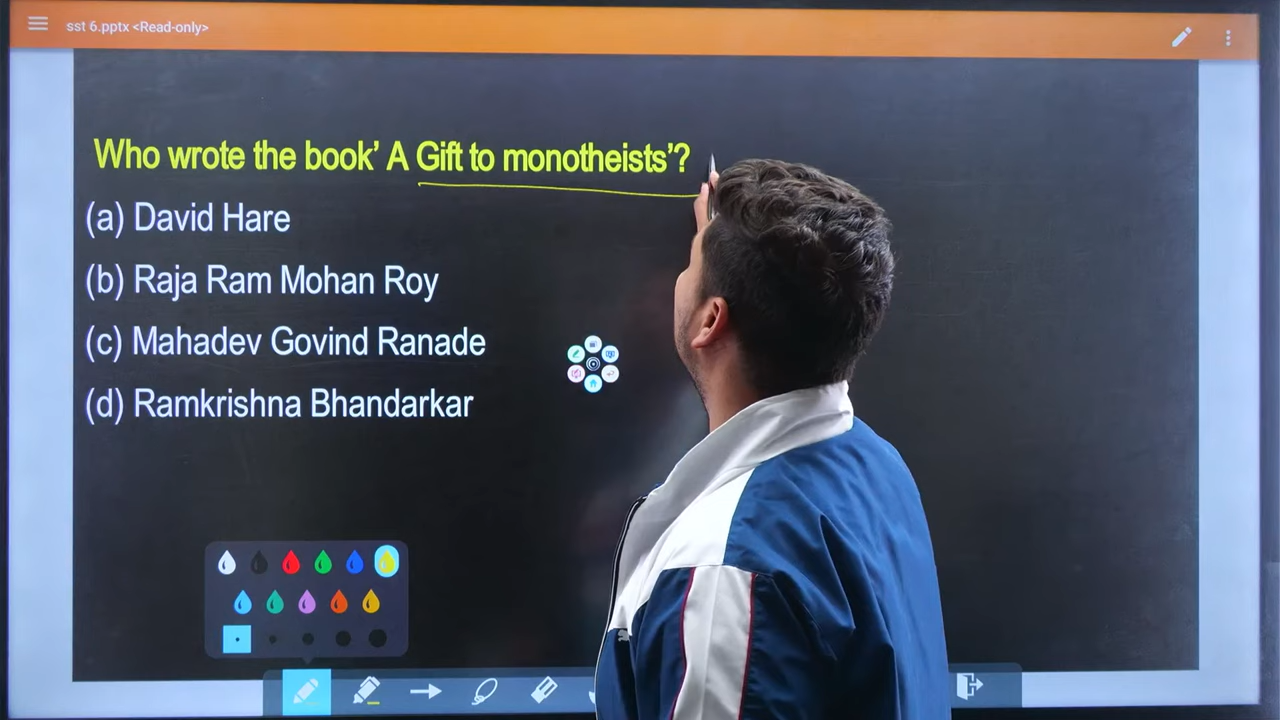 sst 6.pptx <Read-only>
Who wrote the book’ A Gift to monotheists’?
(a) David Hare
(b) Raja Ram Mohan Roy
(c) Mahadev Govind Ranade
(d) Ramkrishna Bhandarkar